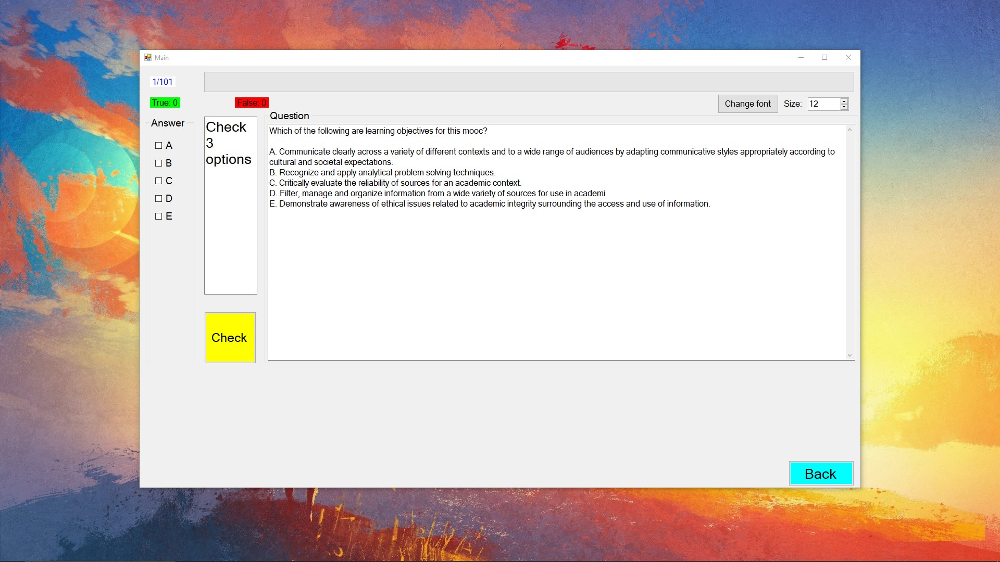 Main
1/101
True: 0
False: 0
Change font
Size:
12
Answer
A
B
C
D
E
Check
3
options
Check
Question
Which of the following are learning objectives for this mooc?
A. Communicate clearly across a variety of different contexts and to a wide range of audiences by adapting communicative styles appropriately according to
cultural and societal expectations.
B. Recognize and apply analytical problem solving techniques.
C. Critically evaluate the reliability of sources for an academic context.
D. Filter, manage and organize information from a wide variety of sources for use in academi
E. Demonstrate awareness of ethical issues related to academic integrity surrounding the access and use of information.
Back